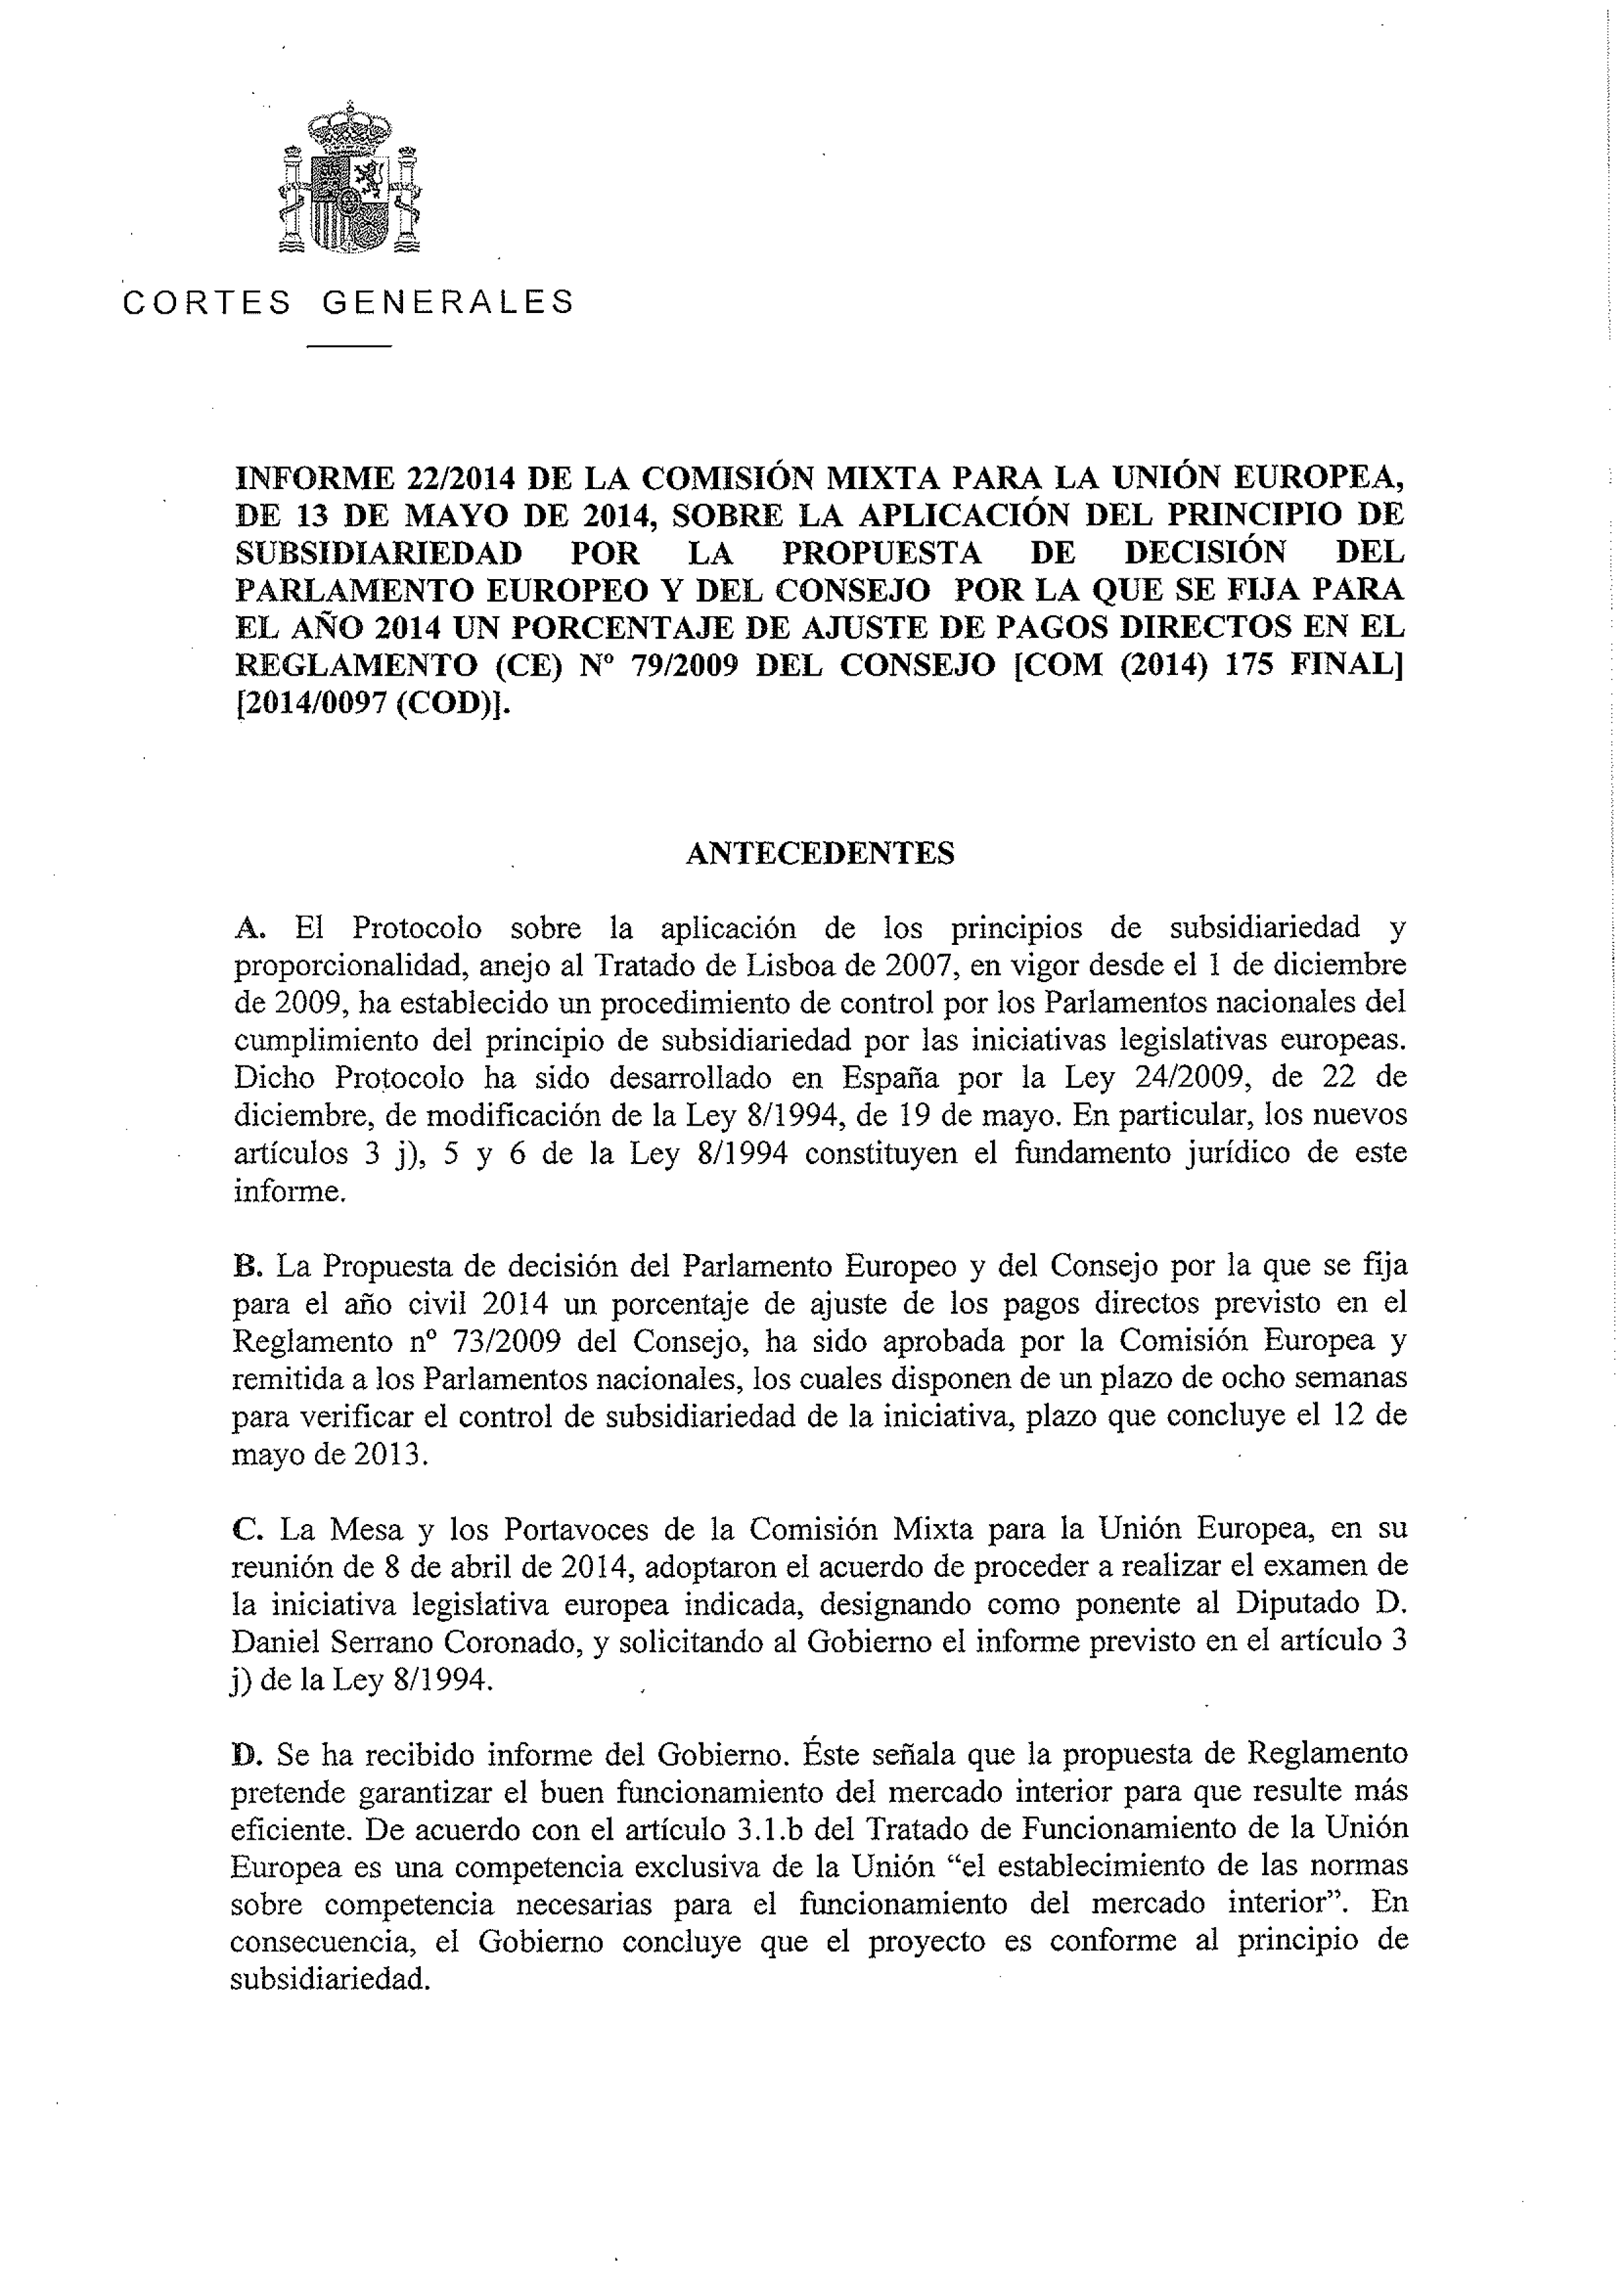 CORTES GENERALES
INFORME 22/2014 DE LA COMISIÓN MIXTA PARA LA UNIÓN EUROPEA,
DE 13 DE MAYO DE 2014, SOBRE LA APLICACIÓN DEL PRINCIPIO DE
SUBSIDIARIEDAD POR LA PROPUESTA DE DECISIÓN DEL
PARLAMENTO EUROPEO Y DEL CONSEJO POR LA QUE SE FIJA PARA
EL AÑO 2014 UN PORCENTAJE DE AJUSTE DE PAGOS DIRECTOS EN EL
REGLAMENTO (CE) Nº 79/2009 DEL CONSEJO [COM (2014) 175 FINAL]
[2014/0097 (COD)].
ANTECEDENTES
A. El Protocolo sobre la aplicación de los principios de subsidiariedad y
proporcionalidad, anejo al Tratado de Lisboa de 2007, en vigor desde el 1 de diciembre
de 2009, ha establecido un procedimiento de control por los Parlamentos nacionales del
cumplimiento del principio de subsidiariedad por las iniciativas legislativas europeas.
Dicho Protocolo ha sido desarrollado en España por la Ley 24/2009, de 22 de
diciembre, de modificación de la Ley 8/1994, de 19 de mayo. En particular, los nuevos
artículos 3 j), 5 y 6 de la Ley 8/1994 constituyen el fundamento jurídico de este
informe.
B. La Propuesta de decisión del Parlamento Europeo y del Consejo por la que se fija
para el año civil 2014 un porcentaje de ajuste de los pagos directos previsto en el
Reglamento nº 73/2009 del Consejo, ha sido aprobada por la Comisión Europea y
remitida a los Parlamentos nacionales, los cuales disponen de un plazo de ocho semanas
para verificar el control de subsidiariedad de la iniciativa, plazo que concluye el 12 de
mayo de 2013.
C. La Mesa y los Portavoces de la Comisión Mixta para la Unión Europea, en su
reunión de 8 de abril de 2014, adoptaron el acuerdo de proceder a realizar el examen de
la iniciativa legislativa europea indicada, designando como ponente al Diputado D.
Daniel Serrano Coronado, y solicitando al Gobierno el informe previsto en el artículo 3
j) de la Ley 8/1994.
D. Se ha recibido informe del Gobierno. Éste señala que la propuesta de Reglamento
pretende garantizar el buen funcionamiento del mercado interior para que resulte más
eficiente. De acuerdo con el artículo 3.1.b del Tratado de Funcionamiento de la Unión
Europea es una competencia exclusiva de la Unión “el establecimiento de las normas
sobre competencia necesarias para el funcionamiento del mercado interior”. En
consecuencia, el Gobierno concluye que el proyecto es conforme al principio de
subsidiariedad.